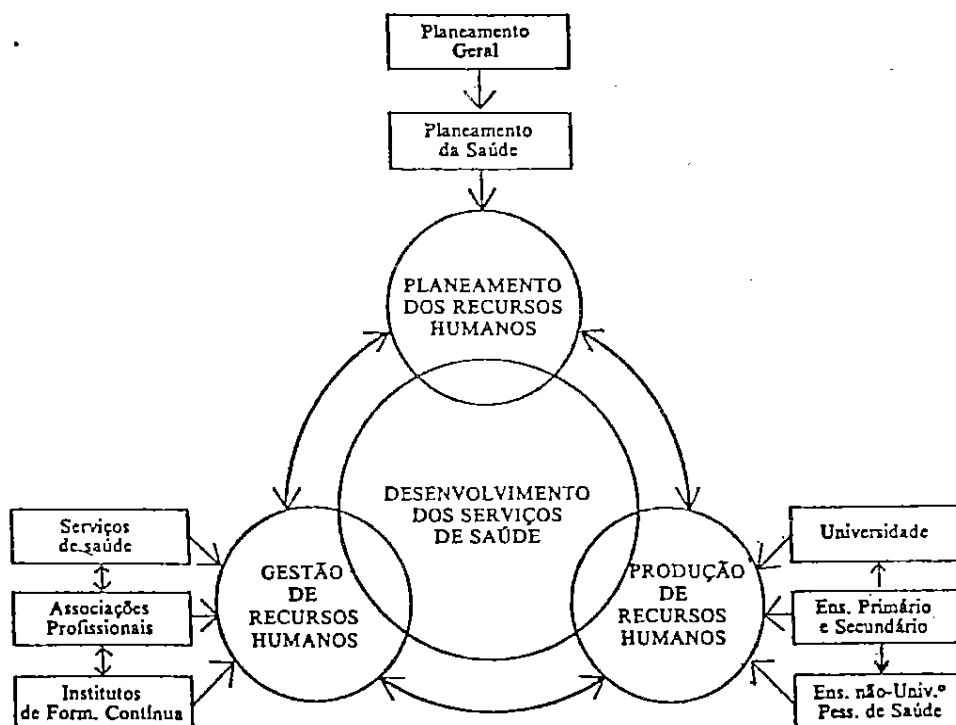 Planeamento
Geral
Planeamento
da Saúde
PLANEAMENTO
DOS RECURSOS
HUMANOS
DESENVOLVIMENTO
DOS SERVIÇOS
DE SAÚDE
Serviços
de saúde
Associações
Profissionais
Institutos
de Form. Contínua
GESTÃO
DE
RECURSOS
HUMANOS
PRODUÇÃO
DE
RECURSOS
HUMANOS
Universidade
Ens. Primário
e Secundário
Ens. não-Univ.º
Pess. de Saúde